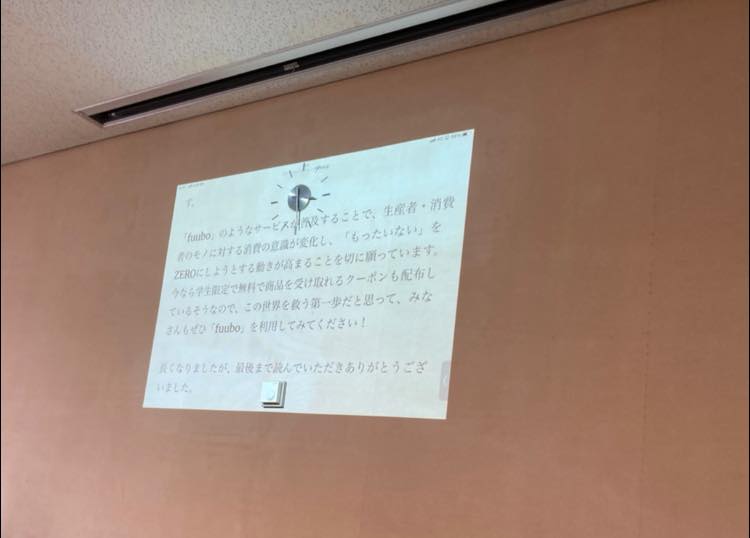 す。
「fuubo」のようなサービスが普及することで、生産者・消費
者のモノに対する消費の意識が変化し、「もったいない」を
ZEROにしようとする動きが高まることを切に願っています。
今なら学生限定で無料で商品を受け取れるクーポンも配布し
ているそうなので、この世界を救う第一歩だと思って、みな
さんもぜひ「fuubo」を利用してみてください！
長くなりましたが、最後まで読んでいただきありがとうござ
いました。